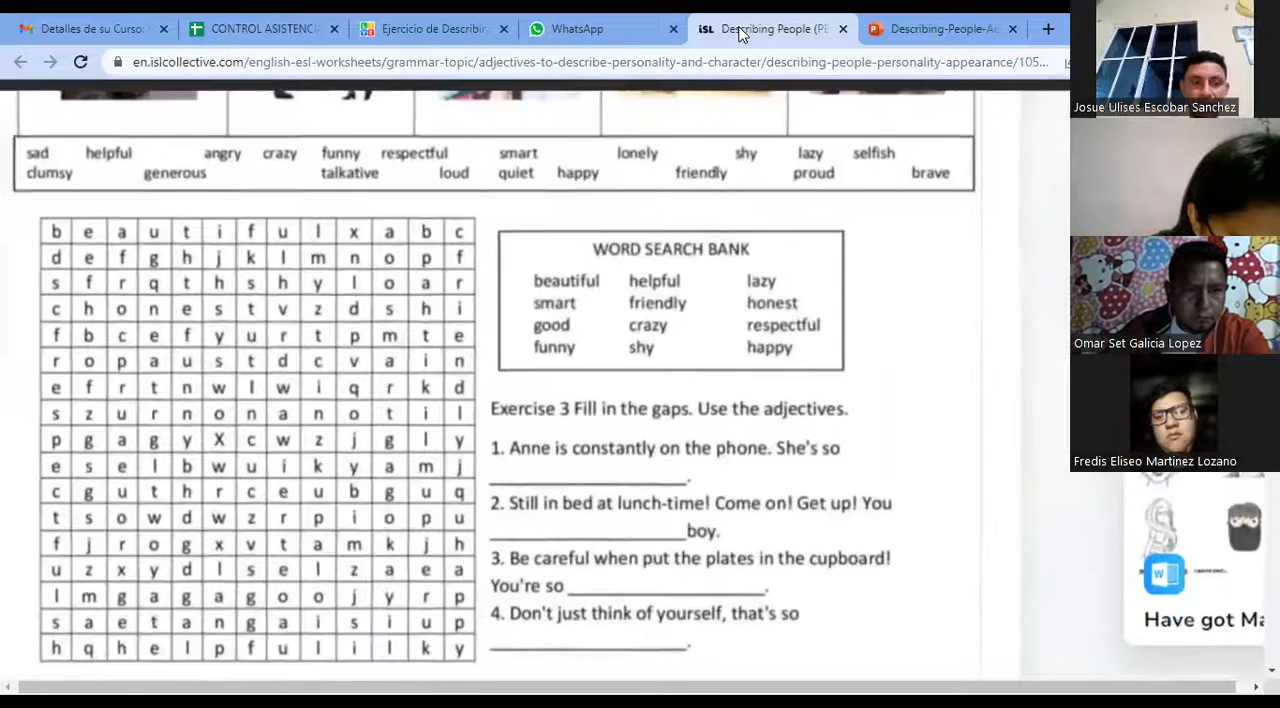 Detalles de su Curso:
CONTROL ASISTENCI
Ejercicio de Describir
WhatsApp
iSL Describing People (PE
Describing-People-Ac
en.islcollective.com/english-esl-worksheets/grammar-topic/adjectives-to-describe-personality-and-character/describing-people-personality-appearance/105...
sad helpful angry crazy funny respectful smart lonely shy lazy selfish
clumsy generous talkative loud quiet happy friendly proud brave
b e a u t i f u l x a b c
d e f g h j k l m n o p f
s f r q t h s h y l o a r
c h o n e s t v z d s h i
f b c e f y u r t p m t e
r o p a u s t d c v a i n
e f r t n w l w i q r k d
s z u r n o n a n o t i l
p g a g y X c w z j g l y
e s e l b w u i k y a m j
c g u t h r c e u b g u q
t s o w d w z r p i o p u
f j r o g x v t a m k j h
u z x y d l s e l z a e a
l m g a g a g o o j y r p
s a e t a n g a i s i u p
h q h e l p f u l i l k y
WORD SEARCH BANK
beautiful helpful lazy
smart friendly honest
good crazy respectful
funny shy happy
Exercise 3 Fill in the gaps. Use the adjectives.
1. Anne is constantly on the phone. She's so
____________________.
2. Still in bed at lunch-time! Come on! Get up! You
____________________boy.
3. Be careful when put the plates in the cupboard!
You're so ____________________.
4. Don't just think of yourself, that's so
____________________.
Josue Ulises Escobar Sanchez
Omar Set Galicia Lopez
Fredis Eliseo Martinez Lozano
W
Have got Ma